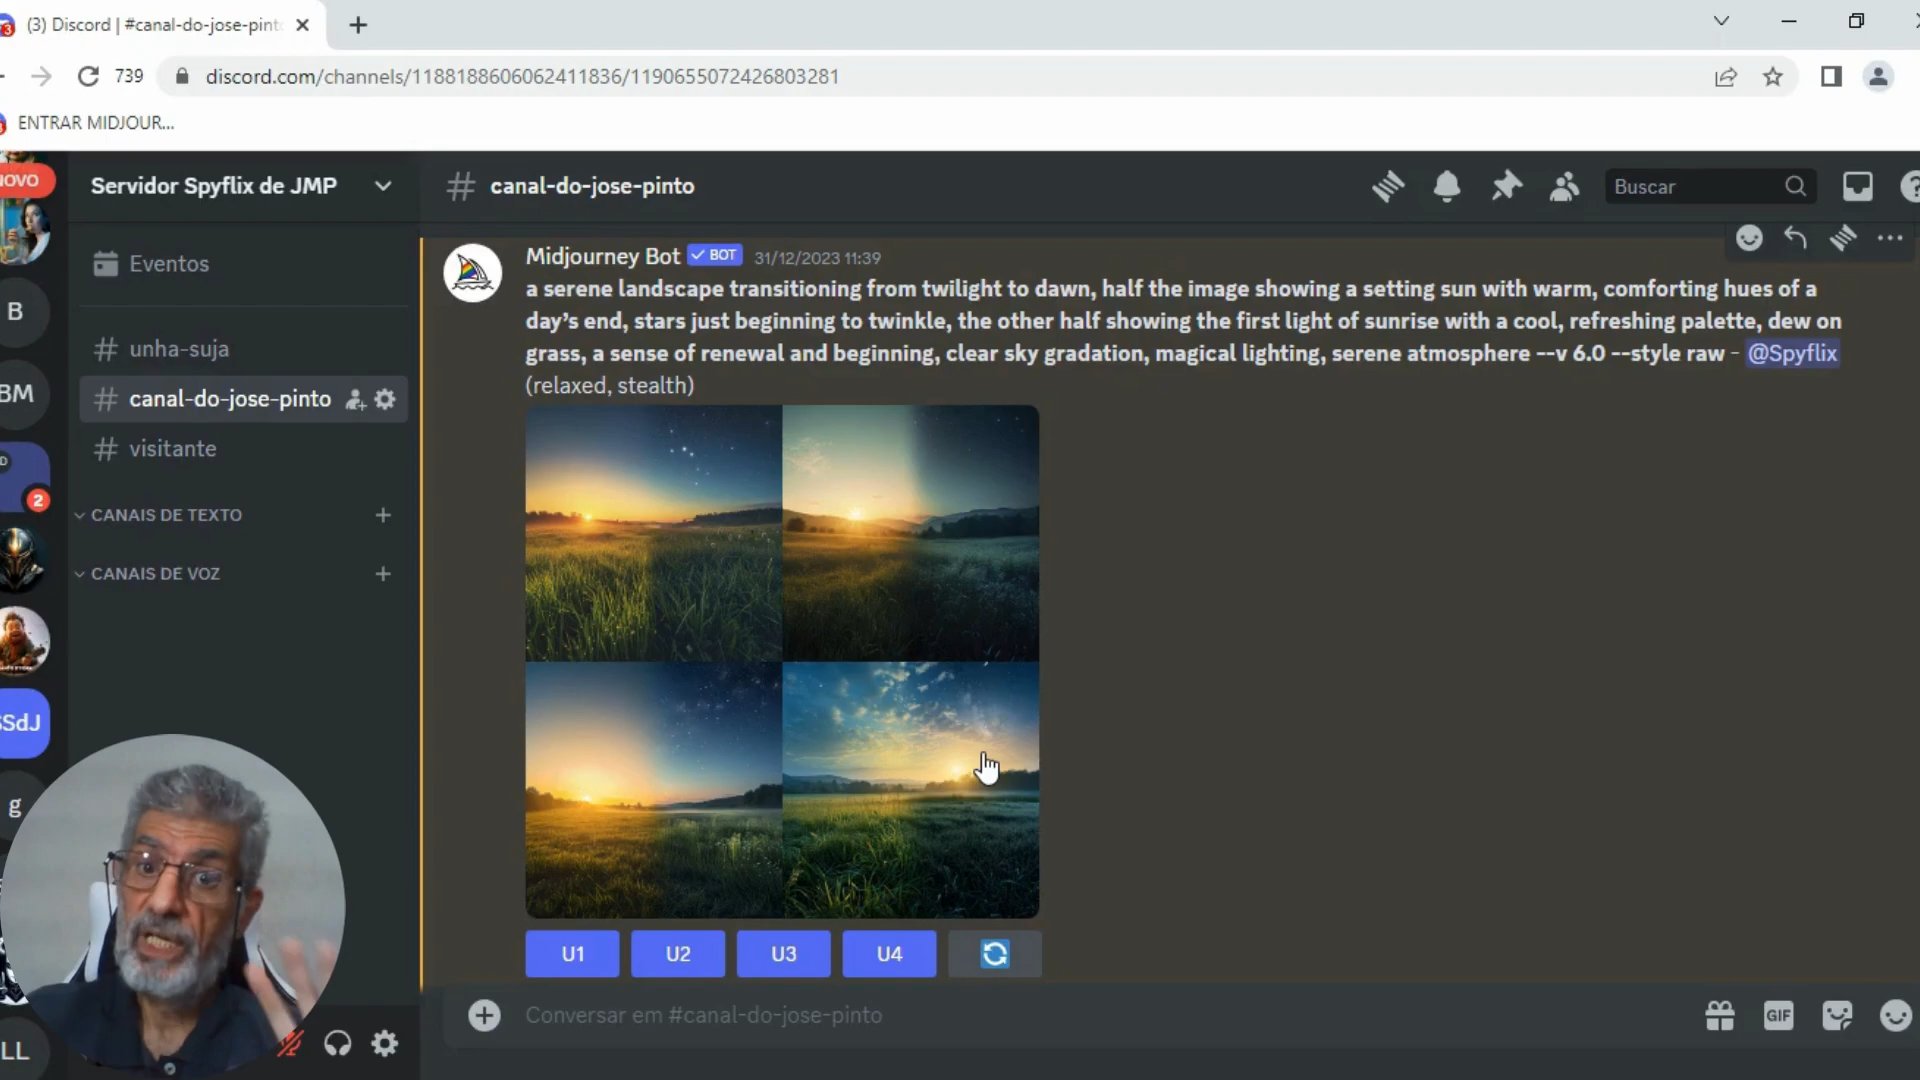 (3) Discord | #canal-do-jose-pint
739
discord.com/channels/1188188606062411836/1190655072426803281
ENTRAR MIDJOUR...
NOVO
Servidor Spyflix de JMP
canal-do-jose-pinto
Buscar
Eventos
unha-suja
canal-do-jose-pinto
visitante
CANAIS DE TEXTO
CANAIS DE VOZ
B
BM
2
SSdJ
g
LL
Midjourney Bot BOT 31/12/2023 11:39
a serene landscape transitioning from twilight to dawn, half the image showing a setting sun with warm, comforting hues of a
day’s end, stars just beginning to twinkle, the other half showing the first light of sunrise with a cool, refreshing palette, dew on
grass, a sense of renewal and beginning, clear sky gradation, magical lighting, serene atmosphere --v 6.0 --style raw - @Spyflix
(relaxed, stealth)
U1 U2 U3 U4
Conversar em #canal-do-jose-pinto
GIF